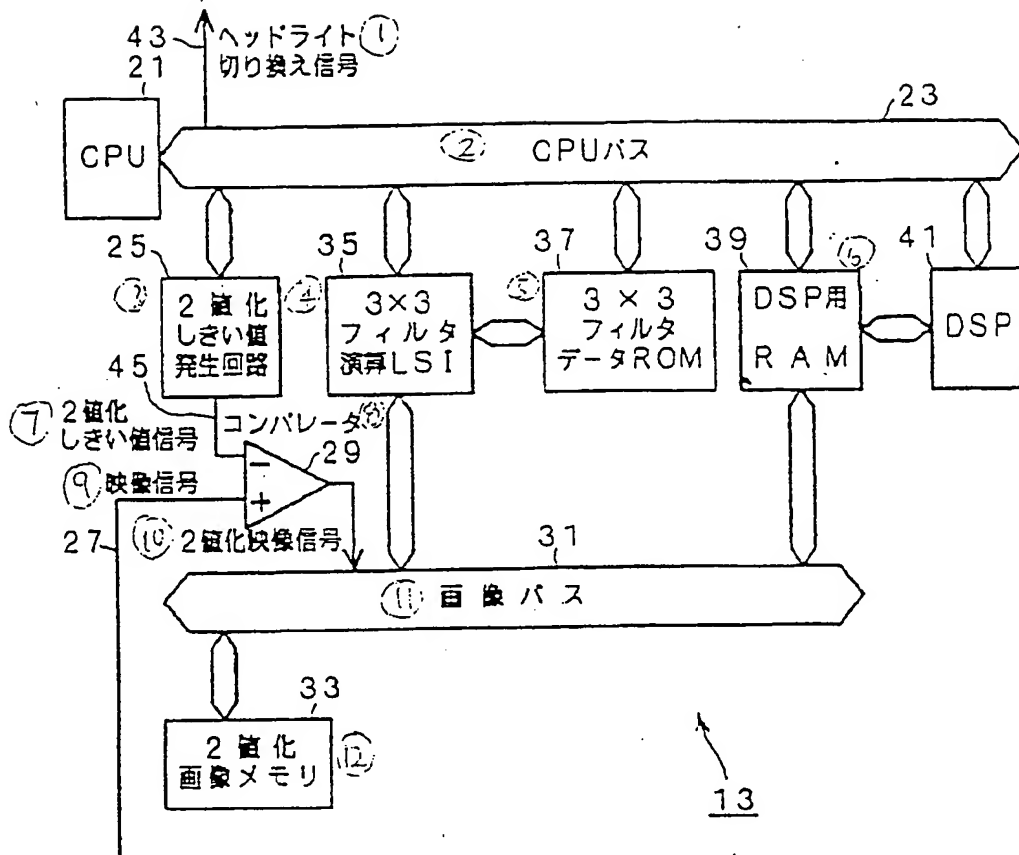 43
ヘッドライト ①
切り換え信号
21
CPU
23
② CPUバス
25
③ 2値化
しきい値
発生回路
35
④ 3×3
フィルタ
演算LSI
37
⑤ 3×3
フィルタ
データROM
39
⑥
DSP用
RAM
41
DSP
45
⑦ 2値化
しきい値信号
コンパレータ ⑧
29
−
+
⑨ 映像信号
27
⑩ 2値化映像信号
31
⑪ 画像バス
33
2値化
画像メモリ ⑫
13